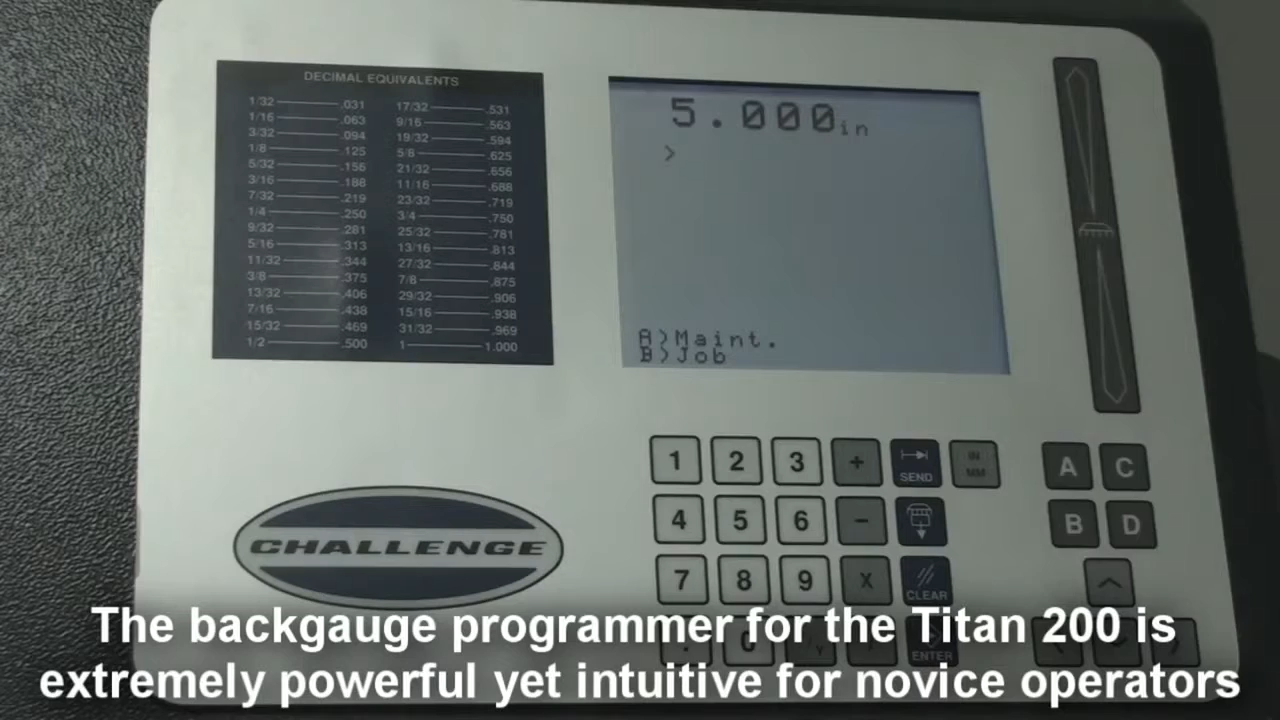 DECIMAL EQUIVALENTS
1/32 .031 17/32 .531
1/16 .063 9/16 .563
3/32 .094 19/32 .594
1/8 .125 5/8 .625
5/32 .156 21/32 .656
3/16 .188 11/16 .688
7/32 .219 23/32 .719
1/4 .250 3/4 .750
9/32 .281 25/32 .781
5/16 .313 13/16 .813
11/32 .344 27/32 .844
3/8 .375 7/8 .875
13/32 .406 29/32 .906
7/16 .438 15/16 .938
15/32 .469 31/32 .969
1/2 .500 1 1.000
5.000in
>
A)Maint.
B)Job
1 2 3 + SEND IN MM
4 5 6 -
7 8 9 X CLEAR
. 0 ENTER
A C
B D
CHALLENGE
The backgauge programmer for the Titan 200 is
extremely powerful yet intuitive for novice operators